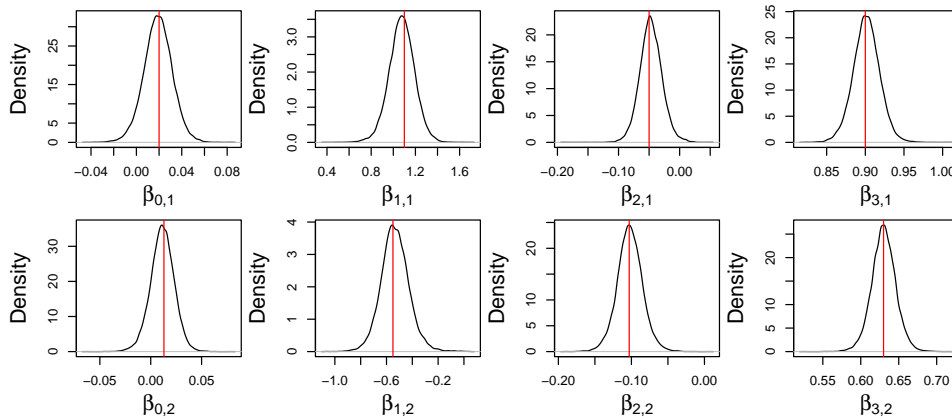 Density
0 5 15 25
−0.04 0.00 0.04 0.08
β0,1
Density
0.0 1.0 2.0 3.0
0.4 0.8 1.2 1.6
β1,1
Density
0 5 10 15 20
−0.20 −0.10 0.00
β2,1
Density
0 5 10 15 20 25
0.85 0.90 0.95 1.00
β3,1
Density
0 10 20 30
−0.05 0.00 0.05
β0,2
Density
0 1 2 3 4
−1.0 −0.6 −0.2
β1,2
Density
0 5 10 15 20
−0.20 −0.10 0.00
β2,2
Density
0 5 10 20
0.55 0.60 0.65 0.70
β3,2